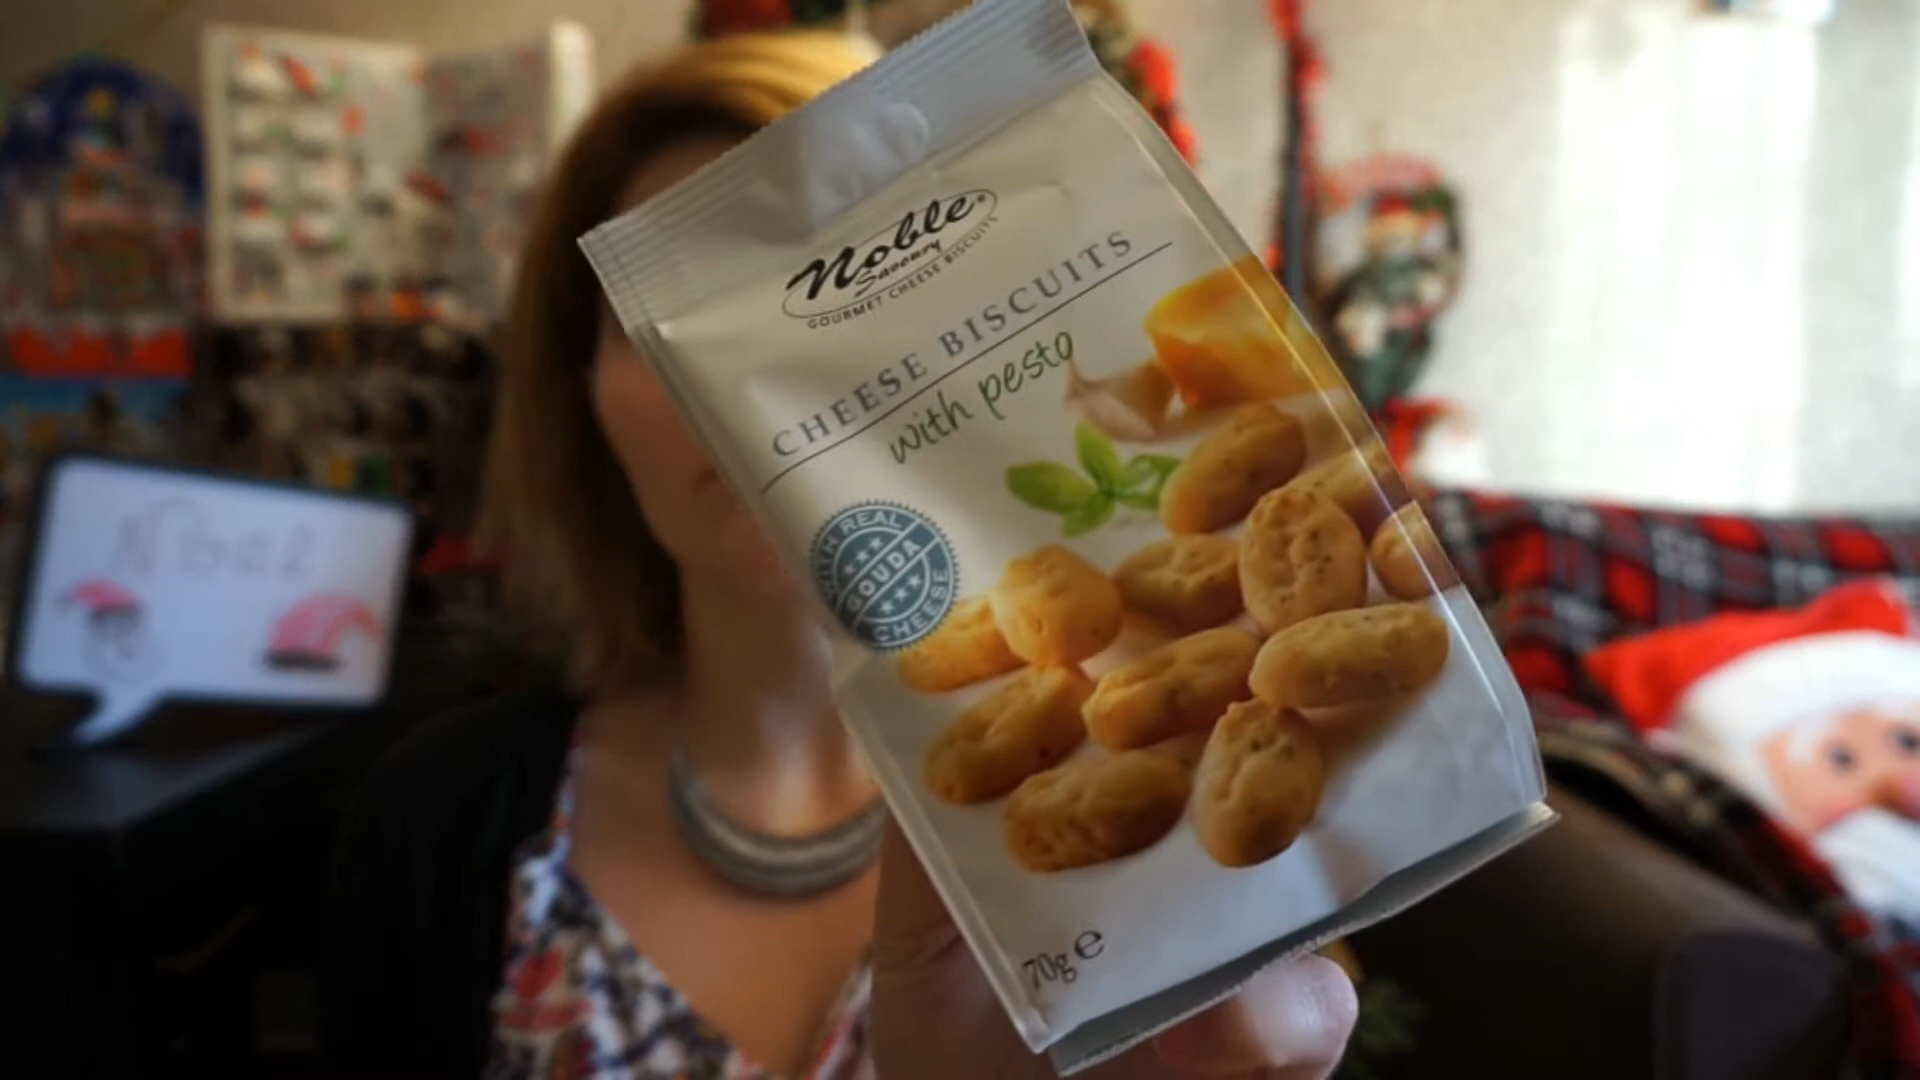 Noble®
Savoury
GOURMET CHEESE BISCUITS
CHEESE BISCUITS
with pesto
WITH REAL
GOUDA
CHEESE
70g ℮